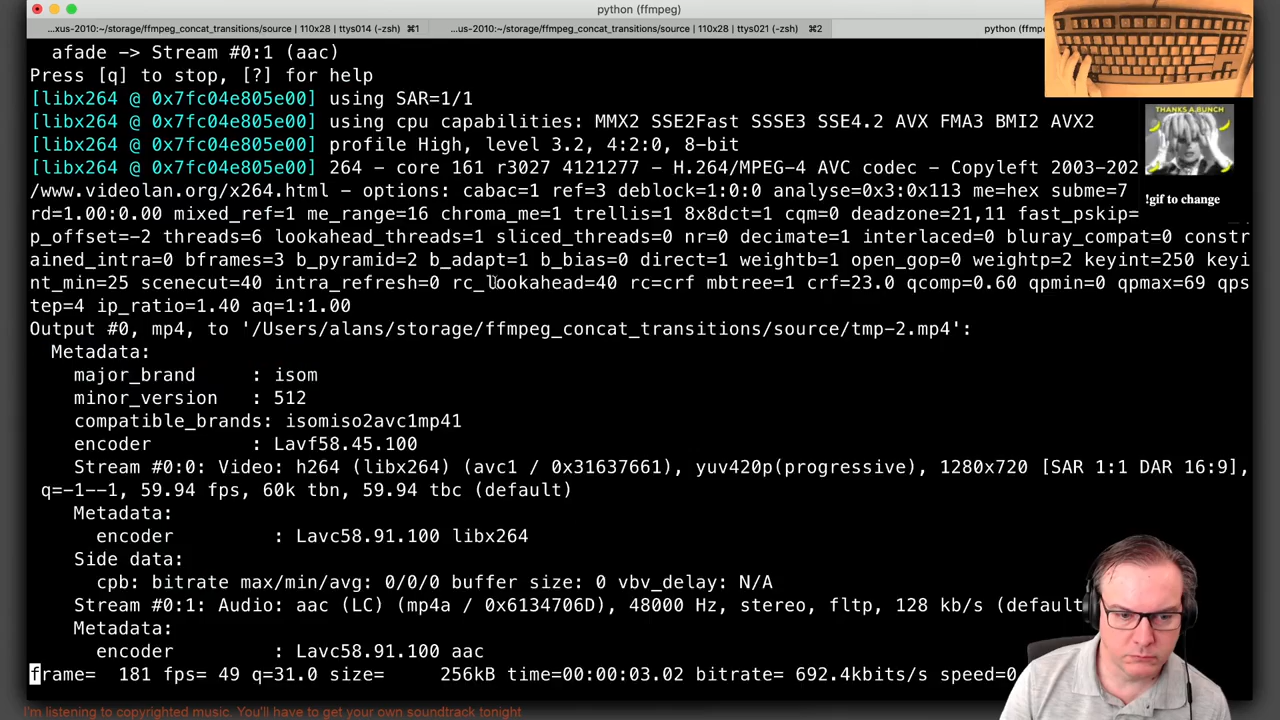 python (ffmpeg)
...xus-2010:~/storage/ffmpeg_concat_transitions/source | 110x28 | ttys014 (-zsh) ⌘1
...us-2010:~/storage/ffmpeg_concat_transitions/source | 110x28 | ttys021 (-zsh) ⌘2
python (ffmpe
afade -> Stream #0:1 (aac)
Press [q] to stop, [?] for help
[libx264 @ 0x7fc04e805e00] using SAR=1/1
[libx264 @ 0x7fc04e805e00] using cpu capabilities: MMX2 SSE2Fast SSSE3 SSE4.2 AVX FMA3 BMI2 AVX2
THANKS A BUNCH
[libx264 @ 0x7fc04e805e00] profile High, level 3.2, 4:2:0, 8-bit
[libx264 @ 0x7fc04e805e00] 264 - core 161 r3027 4121277 - H.264/MPEG-4 AVC codec - Copyleft 2003-202
/www.videolan.org/x264.html - options: cabac=1 ref=3 deblock=1:0:0 analyse=0x3:0x113 me=hex subme=7
!gif to change
rd=1.00:0.00 mixed_ref=1 me_range=16 chroma_me=1 trellis=1 8x8dct=1 cqm=0 deadzone=21,11 fast_pskip=
p_offset=-2 threads=6 lookahead_threads=1 sliced_threads=0 nr=0 decimate=1 interlaced=0 bluray_compat=0 constr
ained_intra=0 bframes=3 b_pyramid=2 b_adapt=1 b_bias=0 direct=1 weightb=1 open_gop=0 weightp=2 keyint=250 keyi
nt_min=25 scenecut=40 intra_refresh=0 rc_lookahead=40 rc=crf mbtree=1 crf=23.0 qcomp=0.60 qpmin=0 qpmax=69 qps
tep=4 ip_ratio=1.40 aq=1:1.00
Output #0, mp4, to '/Users/alans/storage/ffmpeg_concat_transitions/source/tmp-2.mp4':
Metadata:
major_brand : isom
minor_version : 512
compatible_brands: isomiso2avc1mp41
encoder : Lavf58.45.100
Stream #0:0: Video: h264 (libx264) (avc1 / 0x31637661), yuv420p(progressive), 1280x720 [SAR 1:1 DAR 16:9],
q=-1--1, 59.94 fps, 60k tbn, 59.94 tbc (default)
Metadata:
encoder : Lavc58.91.100 libx264
Side data:
cpb: bitrate max/min/avg: 0/0/0 buffer size: 0 vbv_delay: N/A
Stream #0:1: Audio: aac (LC) (mp4a / 0x6134706D), 48000 Hz, stereo, fltp, 128 kb/s (default
Metadata:
encoder : Lavc58.91.100 aac
frame= 181 fps= 49 q=31.0 size= 256kB time=00:00:03.02 bitrate= 692.4kbits/s speed=0
I'm listening to copyrighted music. You'll have to get your own soundtrack tonight